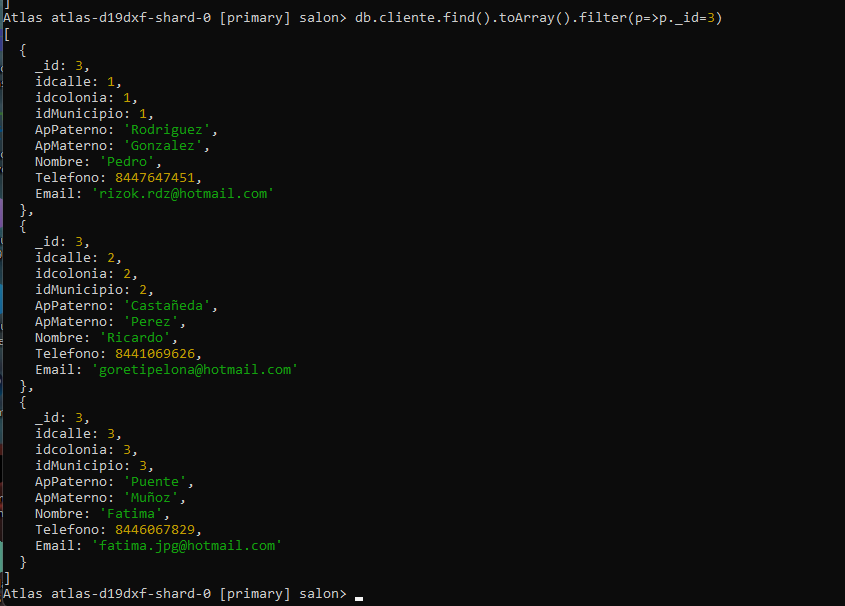 ]
Atlas atlas-d19dxf-shard-0 [primary] salon> db.cliente.find().toArray().filter(p=>p._id=3)
[
  {
    _id: 3,
    idcalle: 1,
    idcolonia: 1,
    idMunicipio: 1,
    ApPaterno: 'Rodriguez',
    ApMaterno: 'Gonzalez',
    Nombre: 'Pedro',
    Telefono: 8447647451,
    Email: 'rizok.rdz@hotmail.com'
  },
  {
    _id: 3,
    idcalle: 2,
    idcolonia: 2,
    idMunicipio: 2,
    ApPaterno: 'Castañeda',
    ApMaterno: 'Perez',
    Nombre: 'Ricardo',
    Telefono: 8441069626,
    Email: 'goretipelona@hotmail.com'
  },
  {
    _id: 3,
    idcalle: 3,
    idcolonia: 3,
    idMunicipio: 3,
    ApPaterno: 'Puente',
    ApMaterno: 'Muñoz',
    Nombre: 'Fatima',
    Telefono: 8446067829,
    Email: 'fatima.jpg@hotmail.com'
  }
]
Atlas atlas-d19dxf-shard-0 [primary] salon>